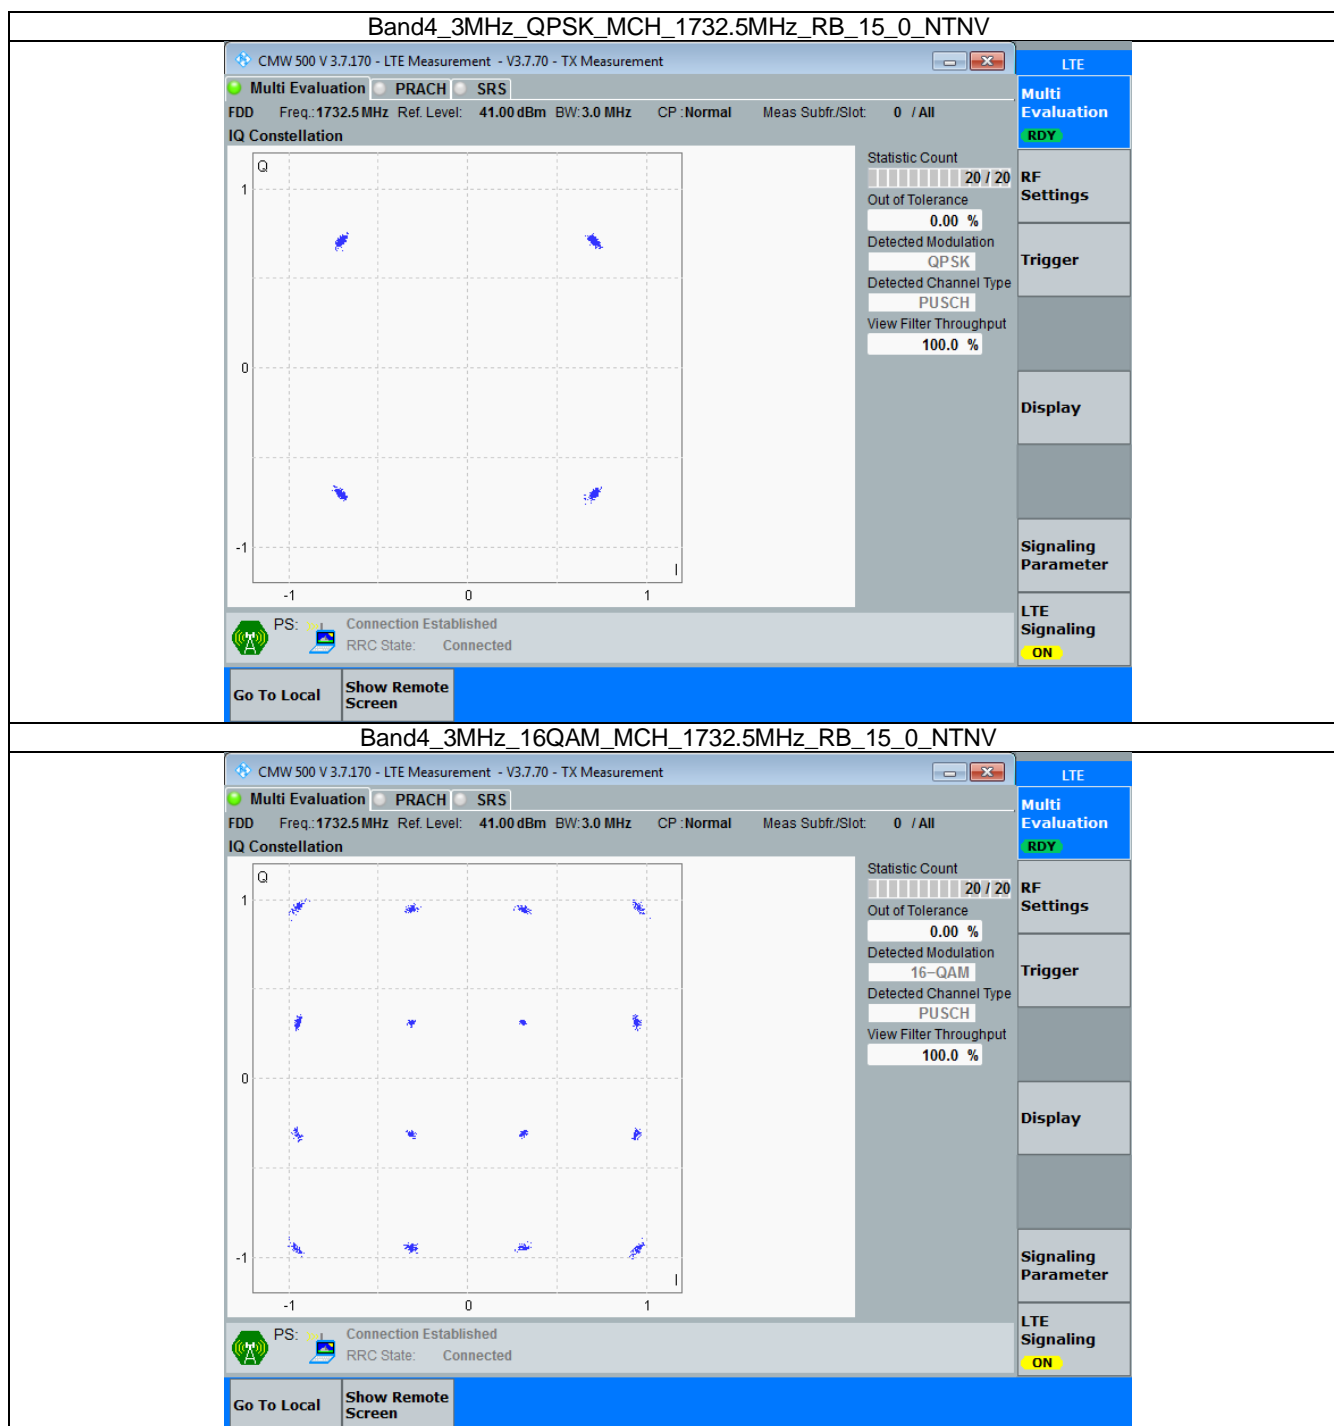 Band4_3MHz_QPSK_MCH_1732.5MHz_RB_15_0_NTNV
CMW 500 V 3.7.170 - LTE Measurement - V3.7.70 - TX Measurement
LTE
Multi Evaluation PRACH SRS
Multi
Evaluation
RDY
FDD Freq.: 1732.5 MHz Ref. Level: 41.00 dBm BW: 3.0 MHz CP : Normal Meas Subfr./Slot: 0 / All
IQ Constellation
Q
1
0
-1
I
-1 0 1
Statistic Count
20 / 20
Out of Tolerance
0.00 %
Detected Modulation
QPSK
Detected Channel Type
PUSCH
View Filter Throughput
100.0 %
RF
Settings
Trigger
Display
Signaling
Parameter
LTE
Signaling
ON
PS: Connection Established
RRC State: Connected
Go To Local
Show Remote
Screen
Band4_3MHz_16QAM_MCH_1732.5MHz_RB_15_0_NTNV
CMW 500 V 3.7.170 - LTE Measurement - V3.7.70 - TX Measurement
LTE
Multi Evaluation PRACH SRS
Multi
Evaluation
RDY
FDD Freq.: 1732.5 MHz Ref. Level: 41.00 dBm BW: 3.0 MHz CP : Normal Meas Subfr./Slot: 0 / All
IQ Constellation
Q
1
0
-1
I
-1 0 1
Statistic Count
20 / 20
Out of Tolerance
0.00 %
Detected Modulation
16-QAM
Detected Channel Type
PUSCH
View Filter Throughput
100.0 %
RF
Settings
Trigger
Display
Signaling
Parameter
LTE
Signaling
ON
PS: Connection Established
RRC State: Connected
Go To Local
Show Remote
Screen